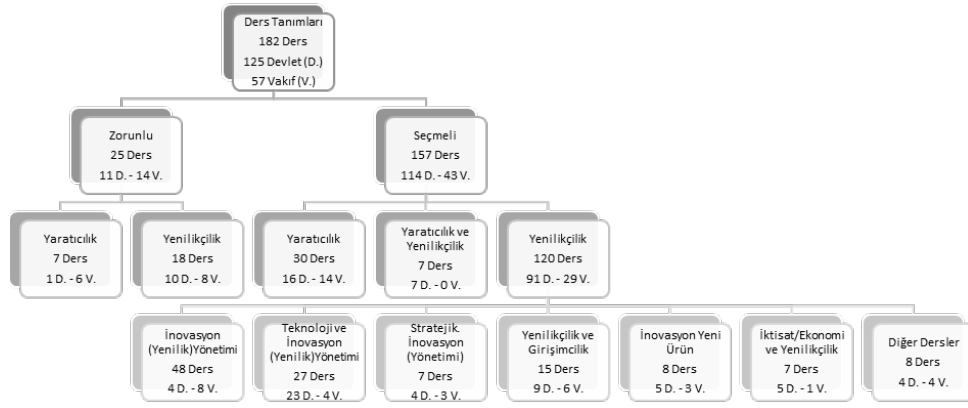 Ders Tanımları
182 Ders
125 Devlet (D.)
57 Vakıf (V.)
Zorunlu
25 Ders
11 D. - 14 V.
Seçmeli
157 Ders
114 D. - 43 V.
Yaratıcılık
7 Ders
1 D. - 6 V.
Yenilikçilik
18 Ders
10 D. - 8 V.
Yaratıcılık
30 Ders
16 D. - 14 V.
Yaratıcılık ve
Yenilikçilik
7 Ders
7 D. - 0 V.
Yenilikçilik
120 Ders
91 D. - 29 V.
İnovasyon
(Yenilik)Yönetimi
48 Ders
4 D. - 8 V.
Teknoloji ve
İnovasyon
(Yenilik)Yönetimi
27 Ders
23 D. - 4 V.
Stratejik.
İnovasyon
(Yönetimi)
7 Ders
4 D. - 3 V.
Yenilikçilik ve
Girişimcilik
15 Ders
9 D. - 6 V.
İnovasyon Yeni
Ürün
8 Ders
5 D. - 3 V.
İktisat/Ekonomi
ve Yenilikçilik
7 Ders
5 D. - 1 V.
Diğer Dersler
8 Ders
4 D. - 4 V.